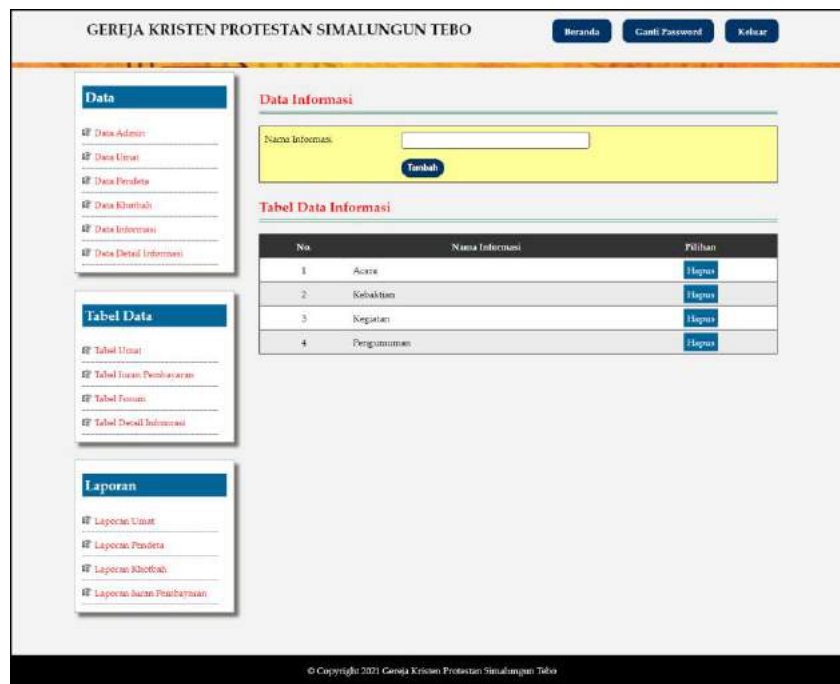 GEREJA KRISTEN PROTESTAN SIMALUNGUN TEBO
Beranda Ganti Password Keluar
Data
Data Admin
Data Umat
Data Pendeta
Data Khotbah
Data Informasi
Data Detail Informasi
Tabel Data
Tabel Umat
Tabel Iuran Pembayaran
Tabel Forum
Tabel Detail Informasi
Laporan
Laporan Umat
Laporan Pendeta
Laporan Khotbah
Laporan Iuran Pembayaran
Data Informasi
Nama Informasi
Tambah
Tabel Data Informasi
No. Nama Informasi Pilihan
1 Acara Hapus
2 Kebaktian Hapus
3 Kegiatan Hapus
4 Pengumuman Hapus
© Copyright 2021 Gereja Kristen Protestan Simalungun Tebo